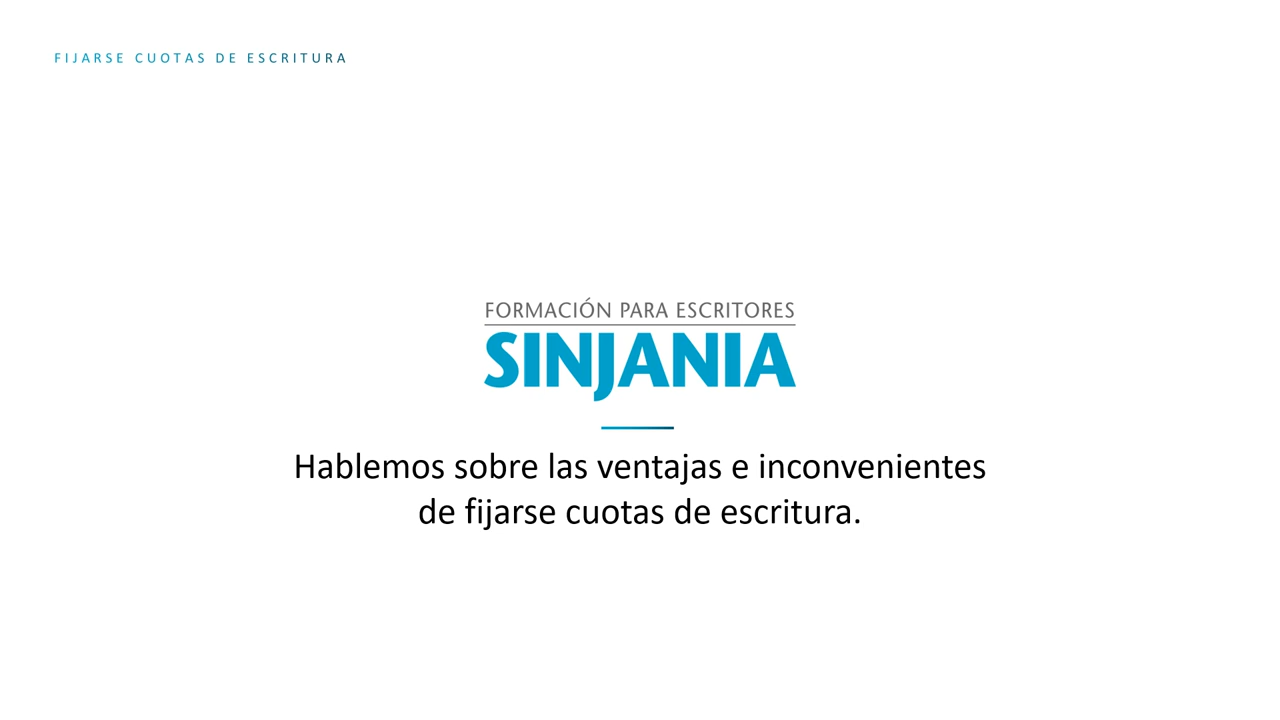 FIJARSE CUOTAS DE ESCRITURA
FORMACIÓN PARA ESCRITORES
SINJANIA
Hablemos sobre las ventajas e inconvenientes
de fijarse cuotas de escritura.